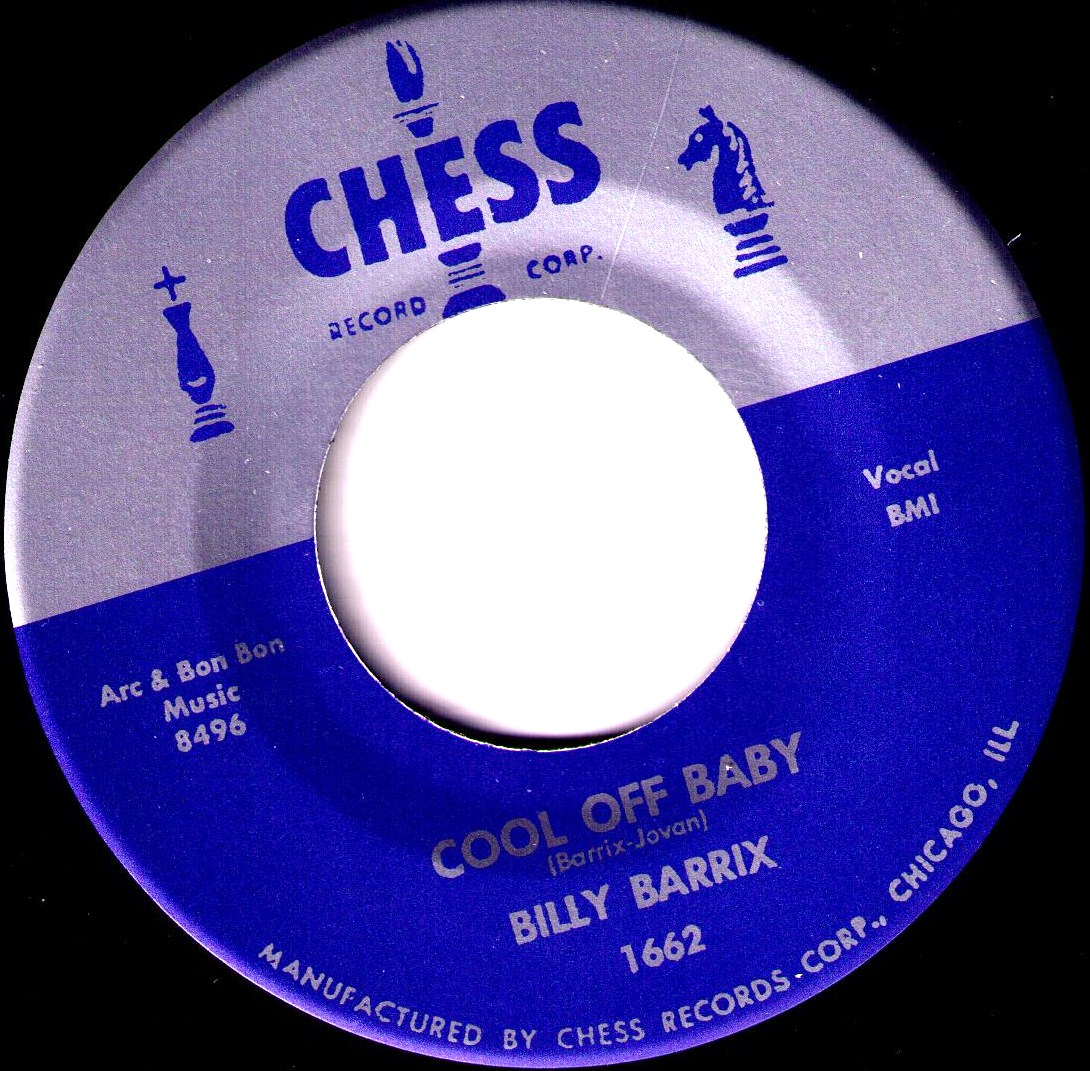 CHESS
RECORD CORP.
Vocal
BMI
Arc & Bon Bon
Music
8496
COOL OFF BABY
(Barrix-Jovan)
BILLY BARRIX
1662
MANUFACTURED BY CHESS RECORDS CORP., CHICAGO, ILL